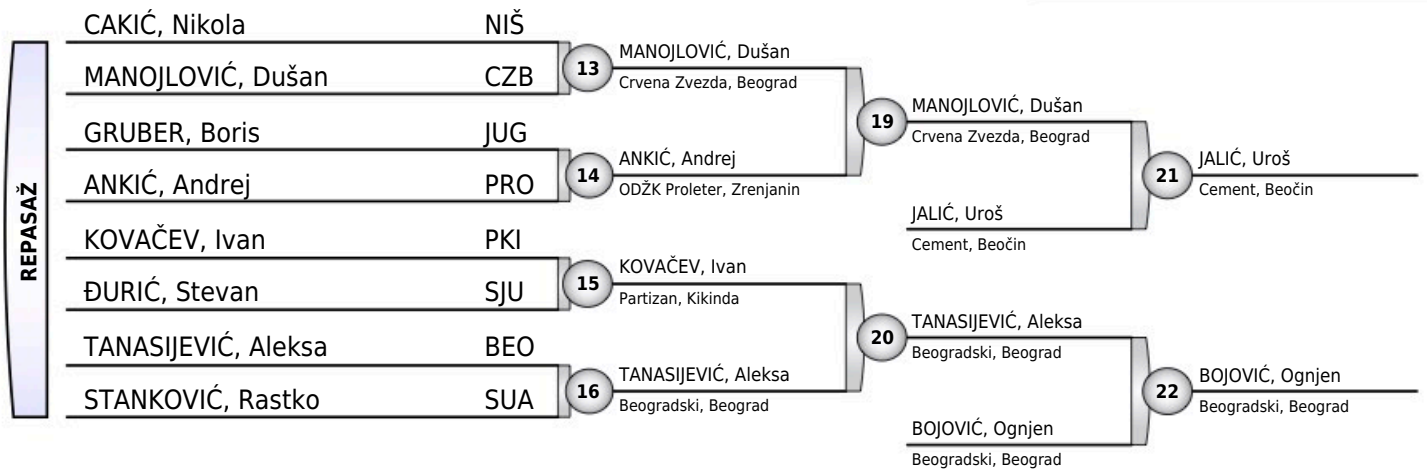 REPASAŽ
CAKIĆ, Nikola NIŠ
MANOJLOVIĆ, Dušan CZB
GRUBER, Boris JUG
ANKIĆ, Andrej PRO
KOVAČEV, Ivan PKI
ĐURIĆ, Stevan SJU
TANASIJEVIĆ, Aleksa BEO
STANKOVIĆ, Rastko SUA
13
MANOJLOVIĆ, Dušan
Crvena Zvezda, Beograd
14
ANKIĆ, Andrej
ODŽK Proleter, Zrenjanin
15
KOVAČEV, Ivan
Partizan, Kikinda
16
TANASIJEVIĆ, Aleksa
Beogradski, Beograd
19
MANOJLOVIĆ, Dušan
Crvena Zvezda, Beograd
JALIĆ, Uroš
Cement, Beočin
20
TANASIJEVIĆ, Aleksa
Beogradski, Beograd
BOJOVIĆ, Ognjen
Beogradski, Beograd
21
JALIĆ, Uroš
Cement, Beočin
22
BOJOVIĆ, Ognjen
Beogradski, Beograd